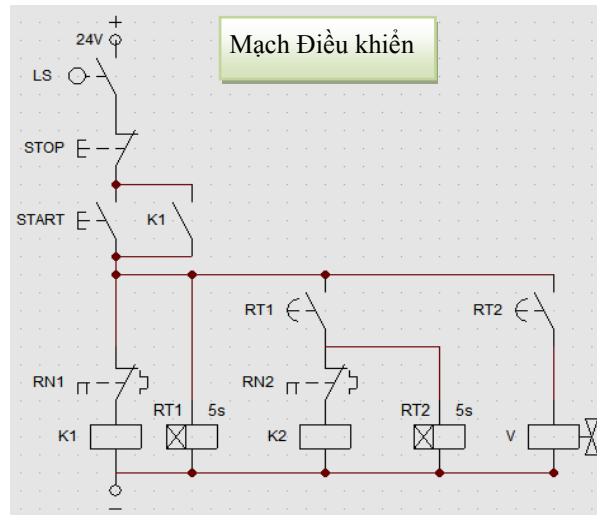 +
24V
Mạch Điều khiển
LS
STOP
START
K1
RT1
RT2
RN1
RN2
RT1 5s
RT2 5s
K1
K2
V
–